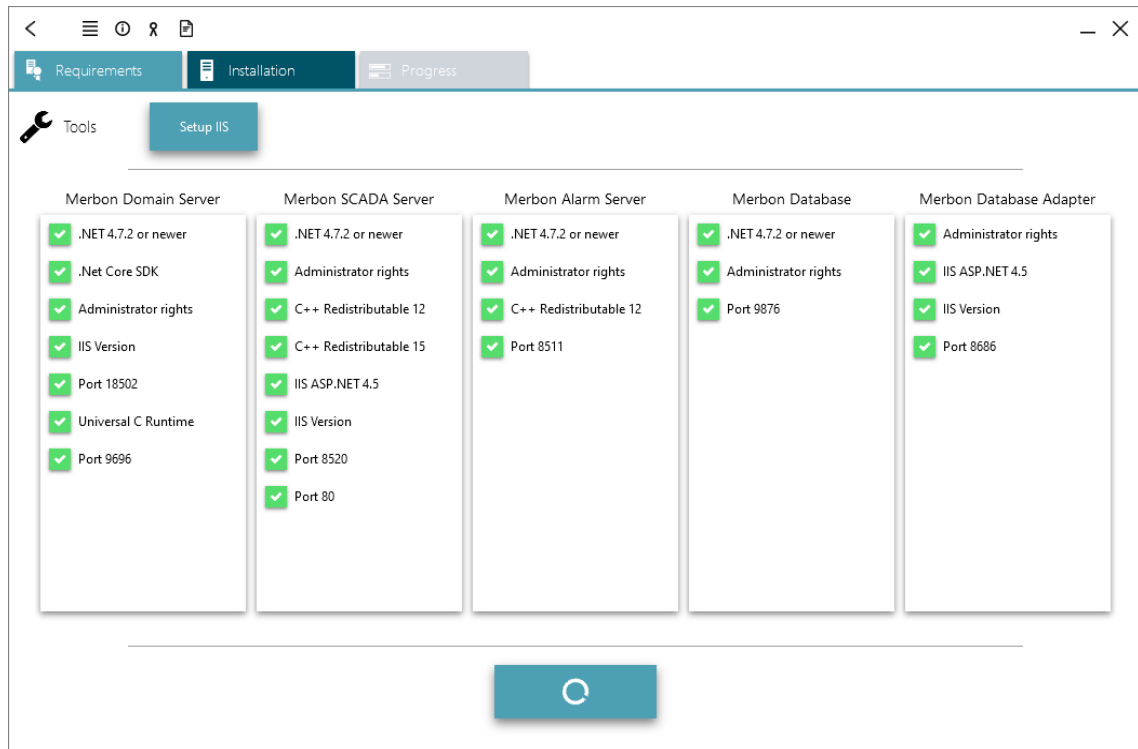 Requirements
Installation
Progress
Tools
Setup IIS
Merbon Domain Server
.NET 4.7.2 or newer
.Net Core SDK
Administrator rights
IIS Version
Port 18502
Universal C Runtime
Port 9696
Merbon SCADA Server
.NET 4.7.2 or newer
Administrator rights
C++ Redistributable 12
C++ Redistributable 15
IIS ASP.NET 4.5
IIS Version
Port 8520
Port 80
Merbon Alarm Server
.NET 4.7.2 or newer
Administrator rights
C++ Redistributable 12
Port 8511
Merbon Database
.NET 4.7.2 or newer
Administrator rights
Port 9876
Merbon Database Adapter
Administrator rights
IIS ASP.NET 4.5
IIS Version
Port 8686